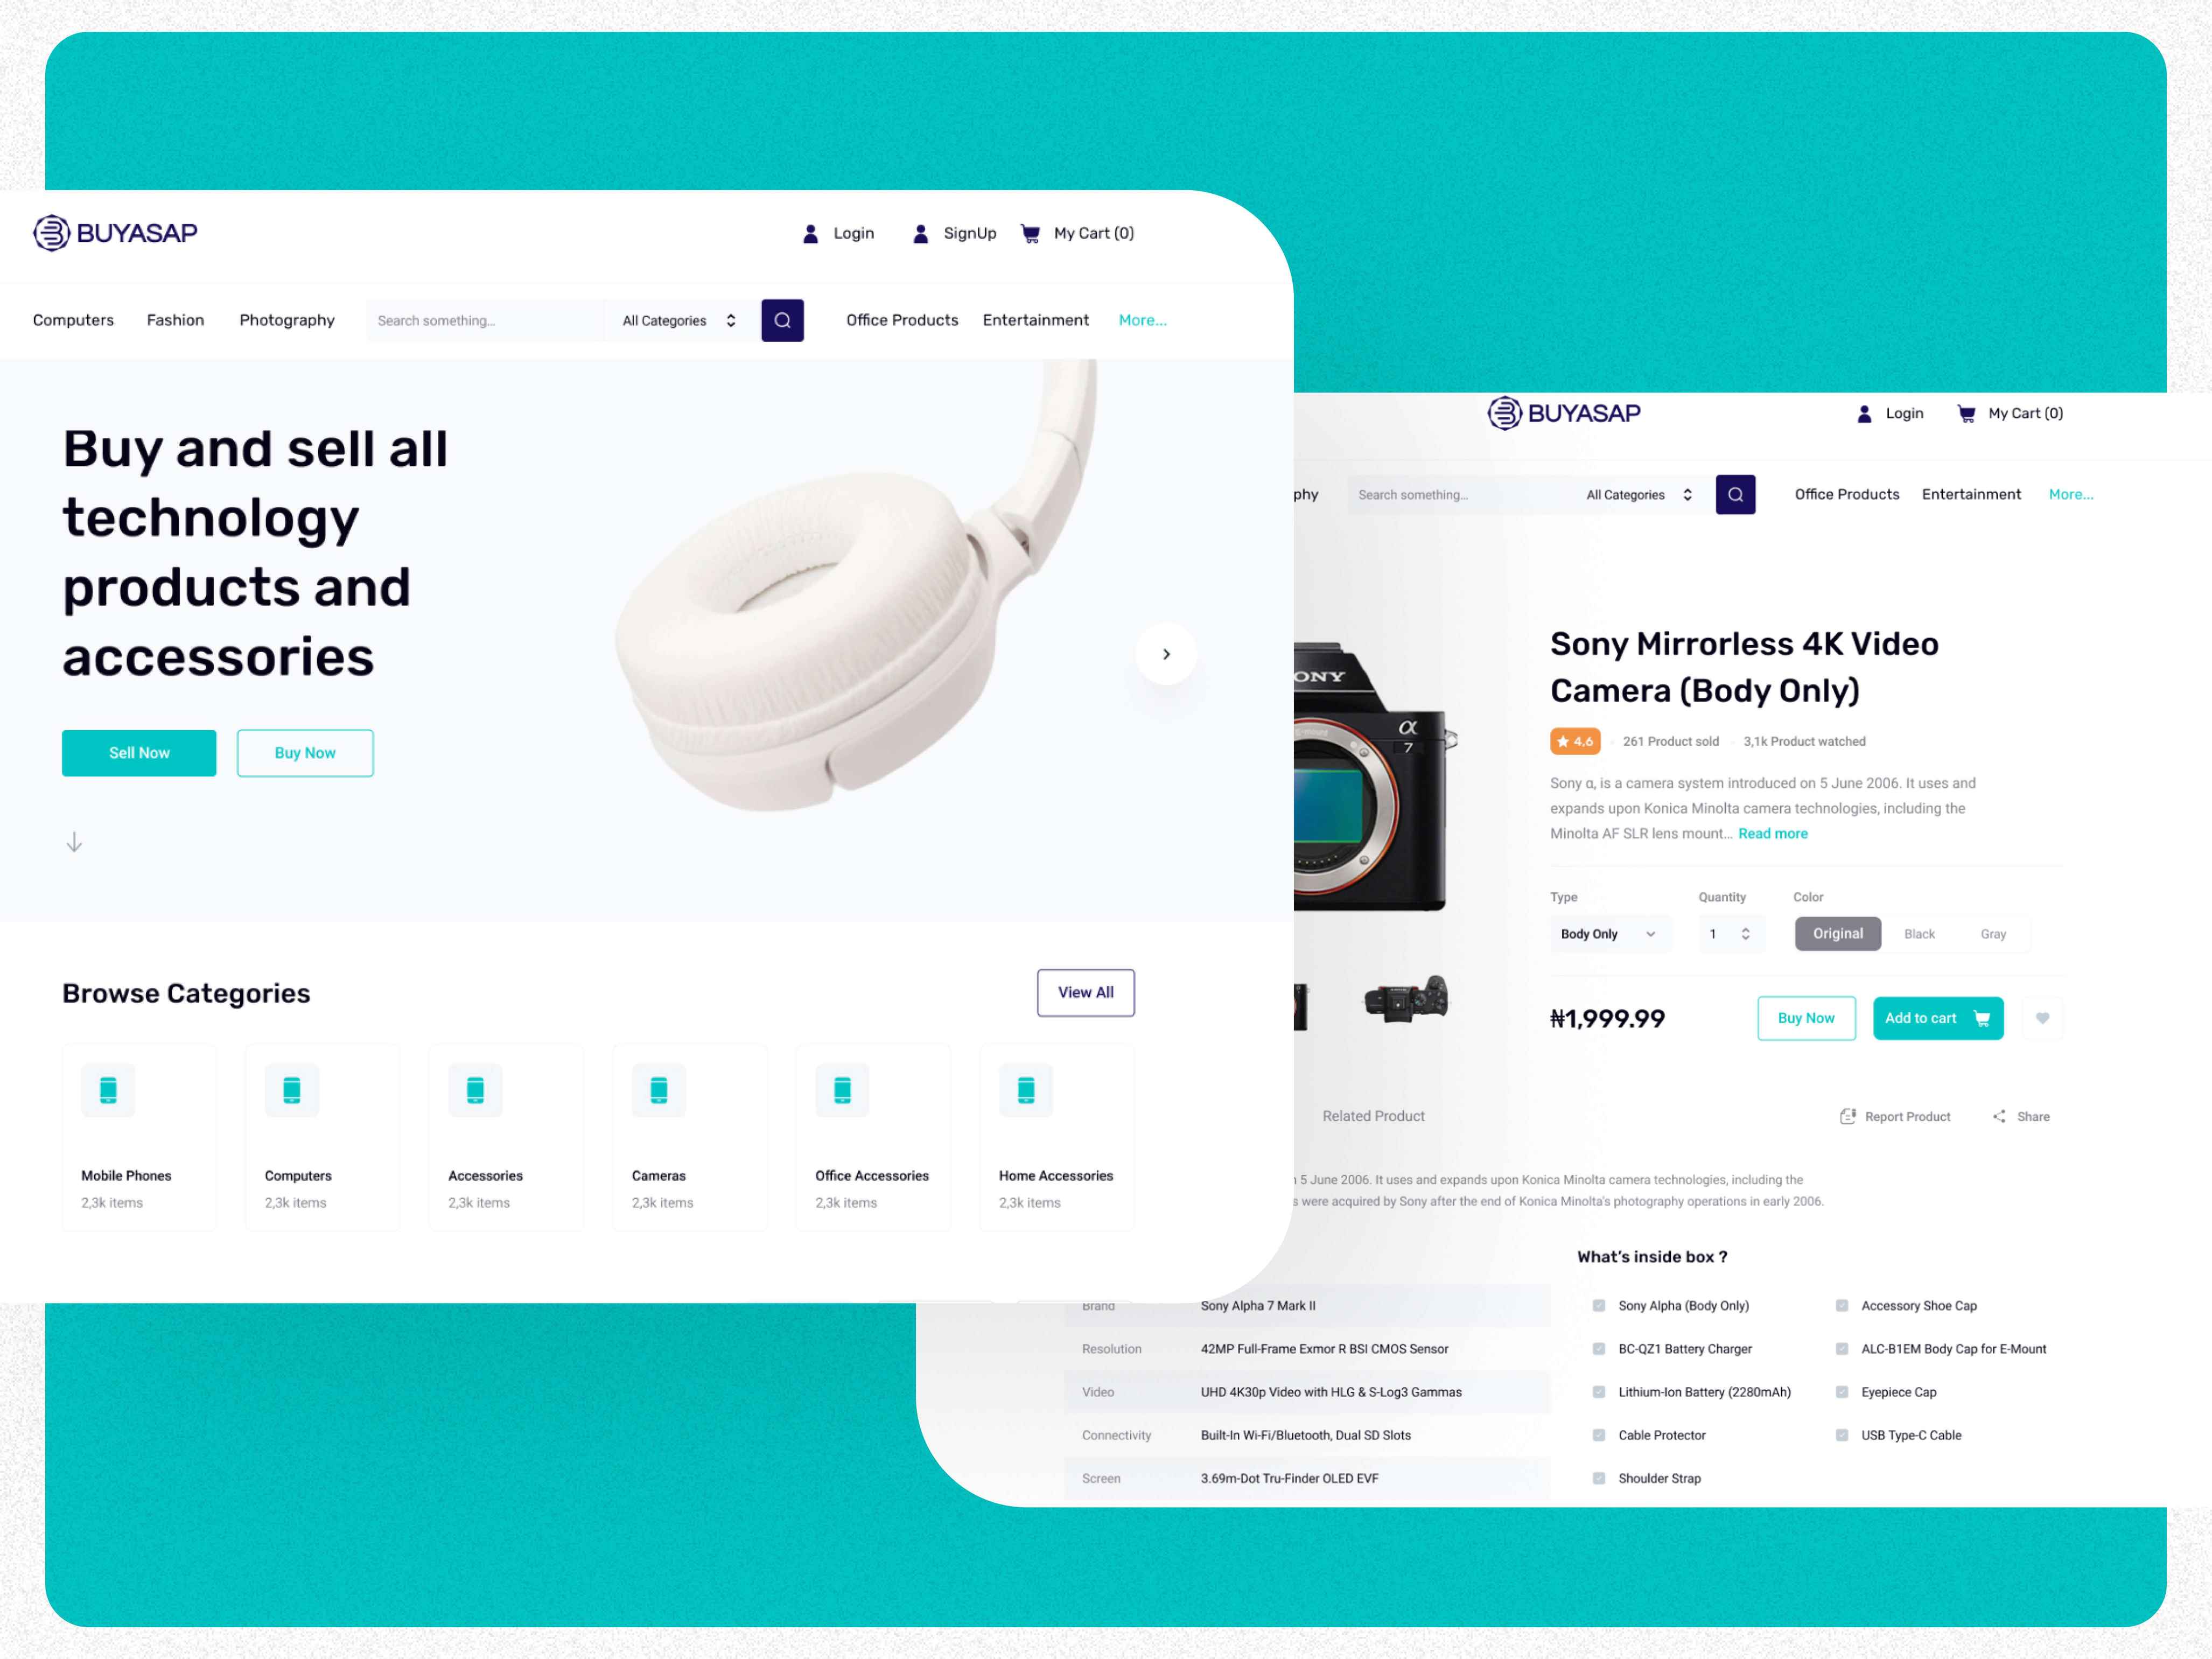 BUYASAP
Login
SignUp
My Cart (0)
Computers
Fashion
Photography
Search something...
All Categories
Office Products
Entertainment
More...
Buy and sell all
technology
products and
accessories
Sell Now
Buy Now
Browse Categories
View All
Mobile Phones
2,3k items
Computers
2,3k items
Accessories
2,3k items
Cameras
2,3k items
Office Accessories
2,3k items
Home Accessories
2,3k items
BUYASAP
Login
My Cart (0)
phy
Search something...
All Categories
Office Products
Entertainment
More...
ONY
α
7
Sony Mirrorless 4K Video
Camera (Body Only)
4,6
261 Product sold
3,1k Product watched
Sony α, is a camera system introduced on 5 June 2006. It uses and
expands upon Konica Minolta camera technologies, including the
Minolta AF SLR lens mount... Read more
Type
Quantity
Color
Body Only
1
Original
Black
Gray
₦1,999.99
Buy Now
Add to cart
Related Product
Report Product
Share
5 June 2006. It uses and expands upon Konica Minolta camera technologies, including the
s were acquired by Sony after the end of Konica Minolta's photography operations in early 2006.
Brand
Sony Alpha 7 Mark II
Resolution
42MP Full-Frame Exmor R BSI CMOS Sensor
Video
UHD 4K30p Video with HLG & S-Log3 Gammas
Connectivity
Built-In Wi-Fi/Bluetooth, Dual SD Slots
Screen
3.69m-Dot Tru-Finder OLED EVF
What's inside box ?
Sony Alpha (Body Only)
BC-QZ1 Battery Charger
Lithium-Ion Battery (2280mAh)
Cable Protector
Shoulder Strap
Accessory Shoe Cap
ALC-B1EM Body Cap for E-Mount
Eyepiece Cap
USB Type-C Cable